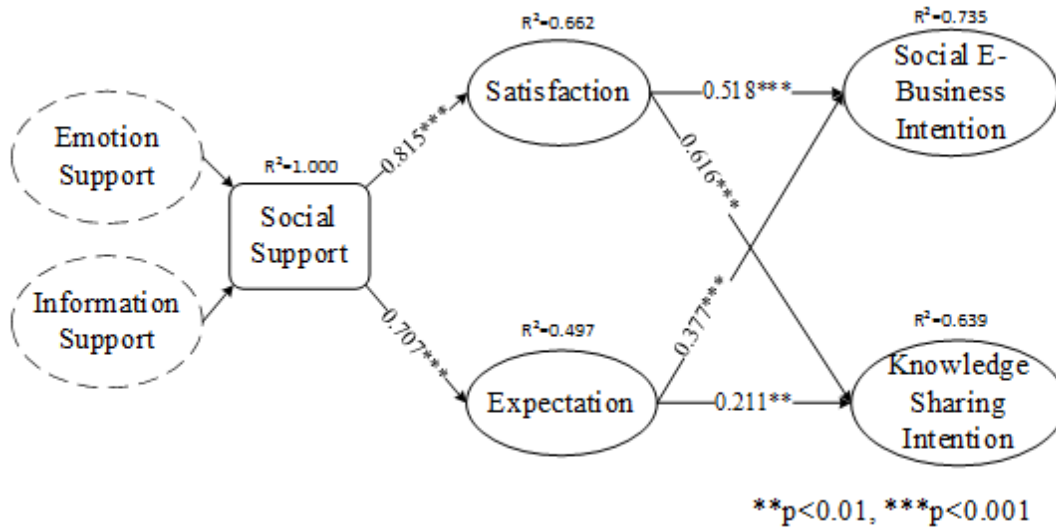 R²=0.662
R²=0.735
Satisfaction
Social E-
Business
Intention
0.518***
Emotion
Support
0.815***
0.616***
R²=1.000
Social
Support
Information
Support
0.707***
0.377***
R²=0.497
R²=0.639
Expectation
0.211**
Knowledge
Sharing
Intention
**p<0.01, ***p<0.001